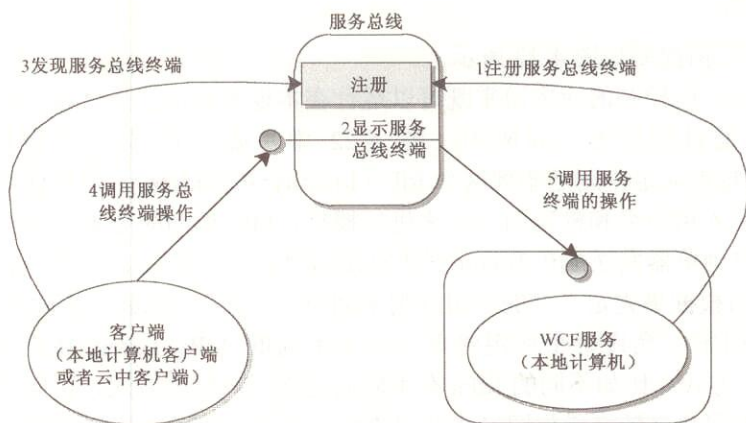 服务总线
3发现服务总线终端
1注册服务总线终端
注册
2显示服务
总线终端
4调用服务总
线终端操作
5调用服务
终端的操作
客户端
（本地计算机客户端
或者云中客户端）
WCF服务
（本地计算机）